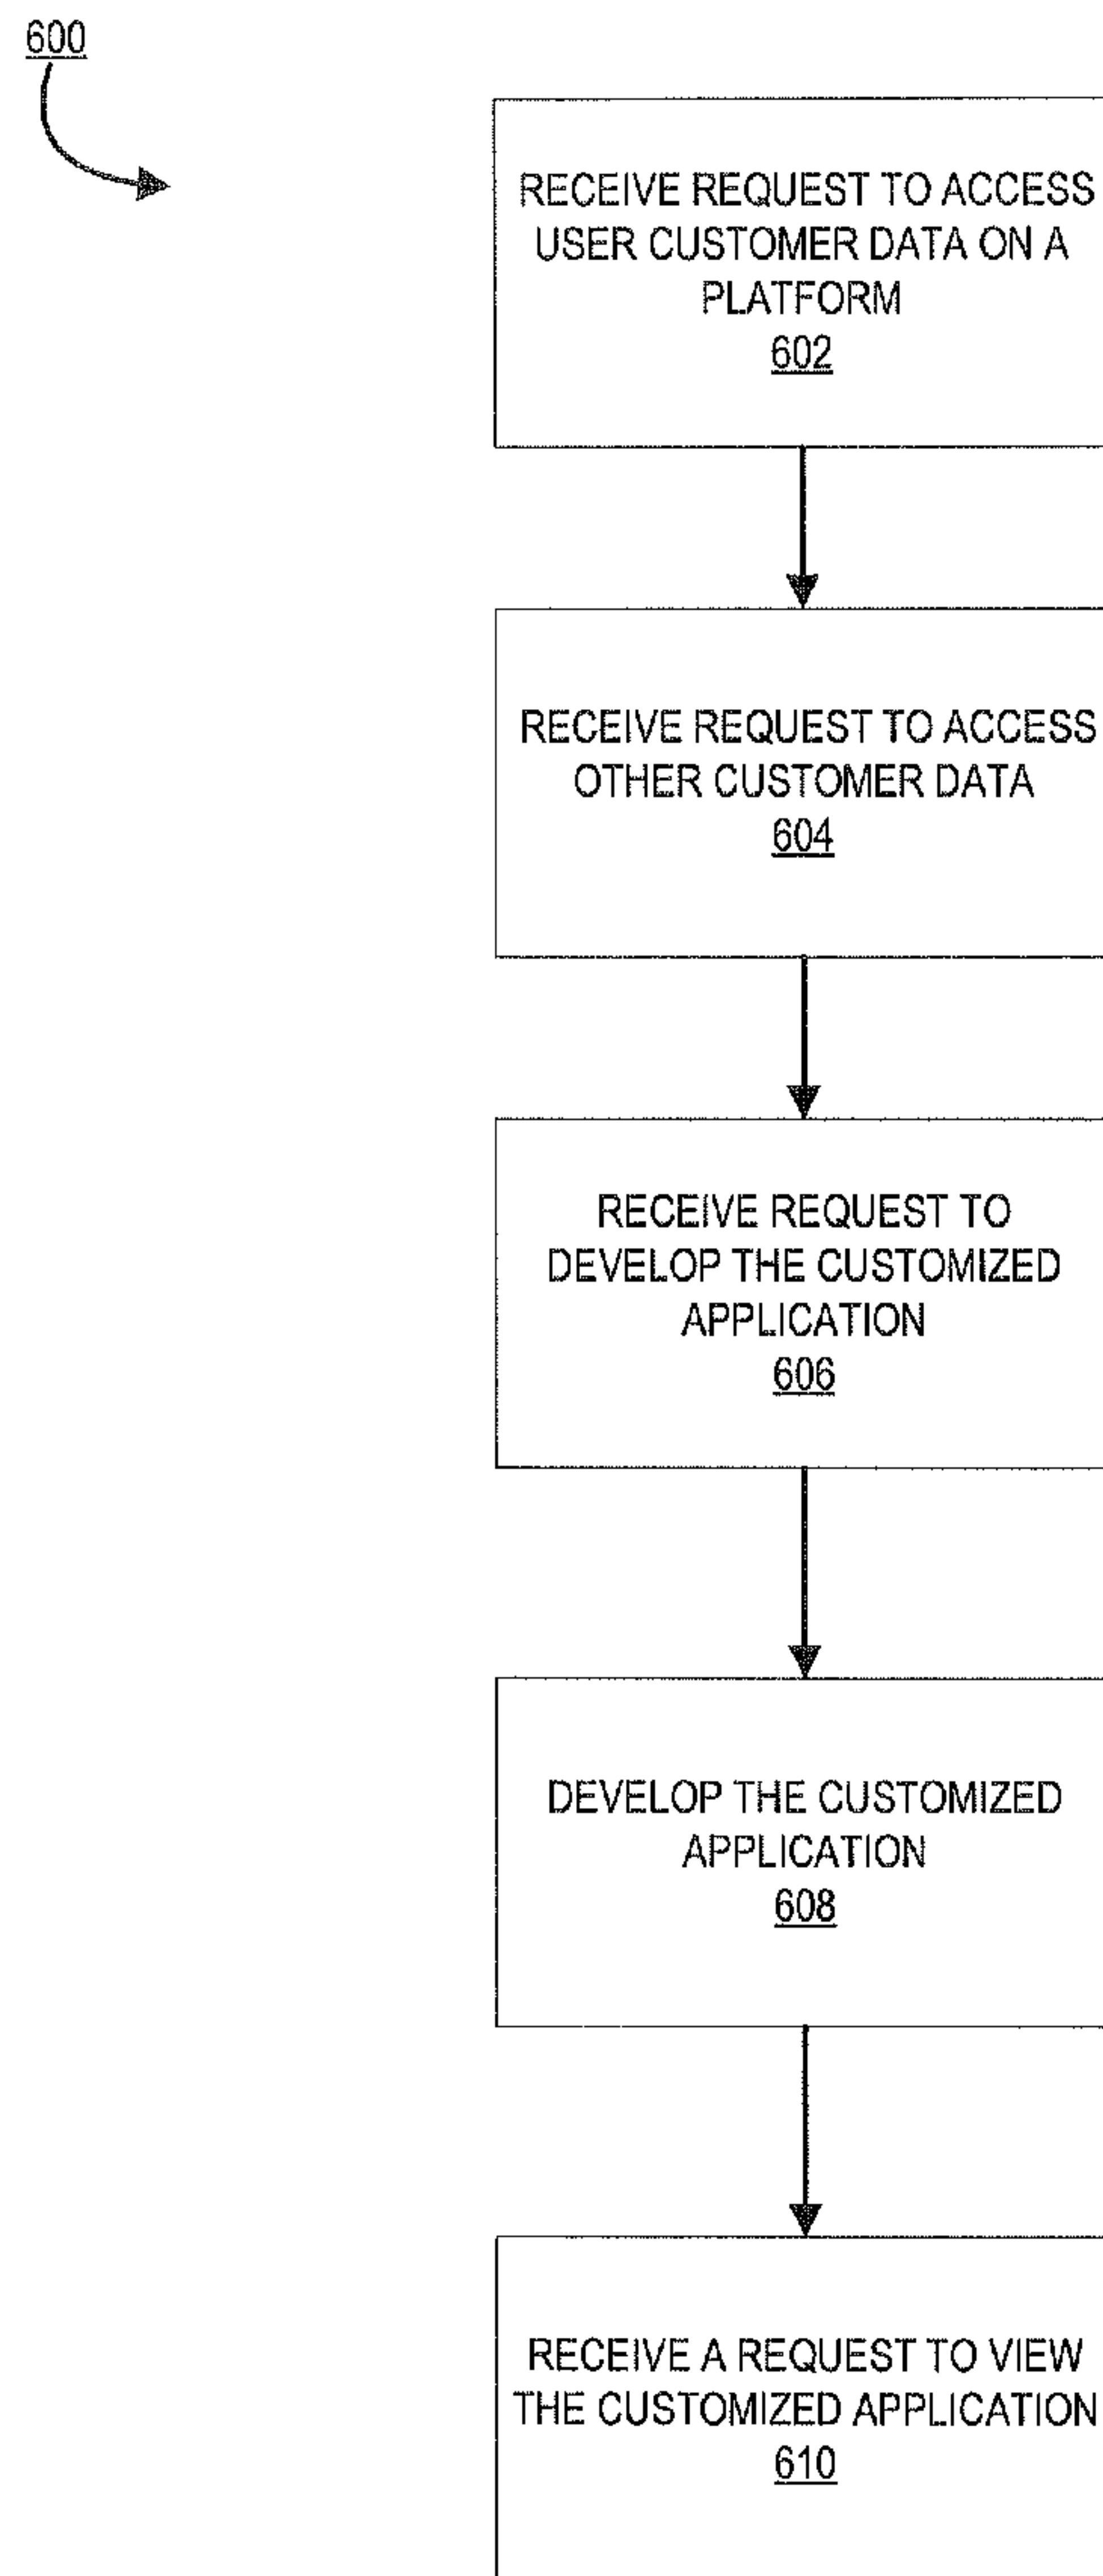 600
RECEIVE REQUEST TO ACCESS
USER CUSTOMER DATA ON A
PLATFORM
602
RECEIVE REQUEST TO ACCESS
OTHER CUSTOMER DATA
604
RECEIVE REQUEST TO
DEVELOP THE CUSTOMIZED
APPLICATION
606
DEVELOP THE CUSTOMIZED
APPLICATION
608
RECEIVE A REQUEST TO VIEW
THE CUSTOMIZED APPLICATION
610